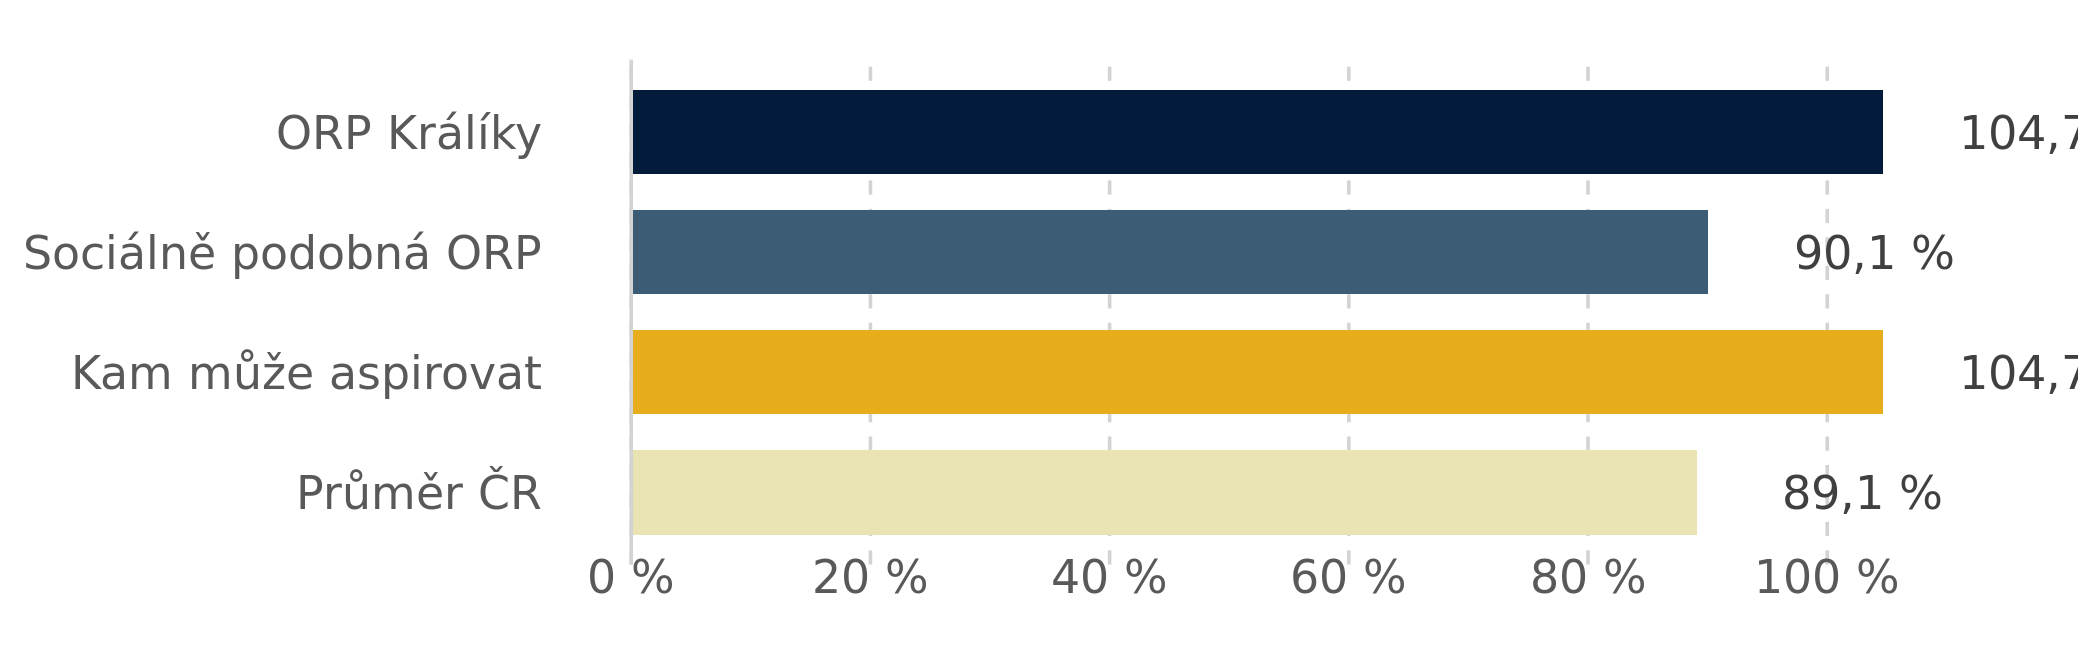 ORP Králíky 104,7
Sociálně podobná ORP 90,1 %
Kam může aspirovat 104,7
Průměr ČR 89,1 %
0 % 20 % 40 % 60 % 80 % 100 %